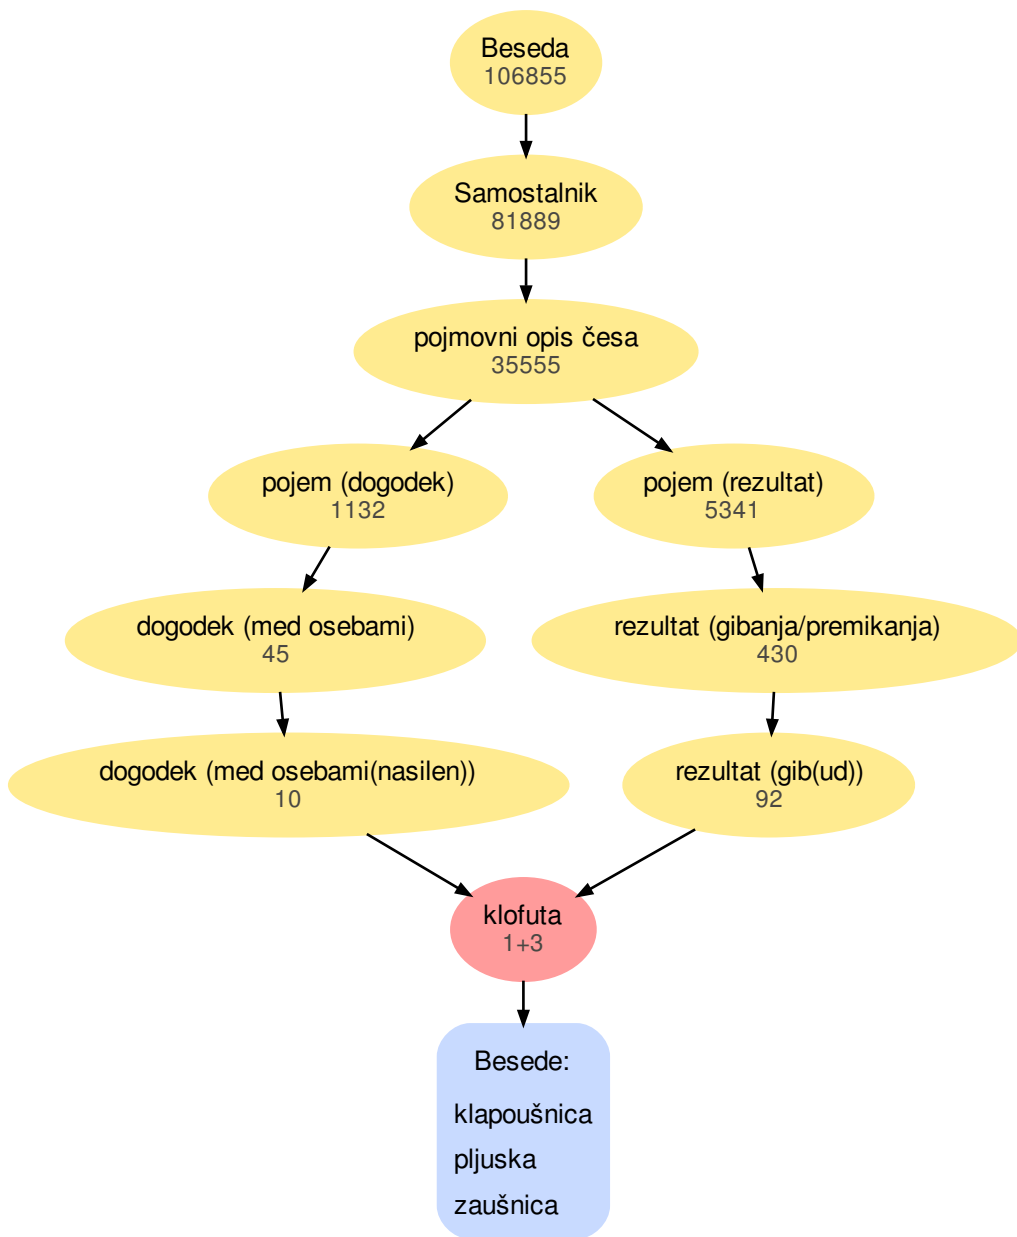 Beseda
106855
Samostalnik
81889
pojmovni opis česa
35555
pojem (dogodek)
1132
pojem (rezultat)
5341
dogodek (med osebami)
45
rezultat (gibanja/premikanja)
430
dogodek (med osebami(nasilen))
10
rezultat (gib(ud))
92
klofuta
1+3
Besede:
klapoušnica
pljuska
zaušnica